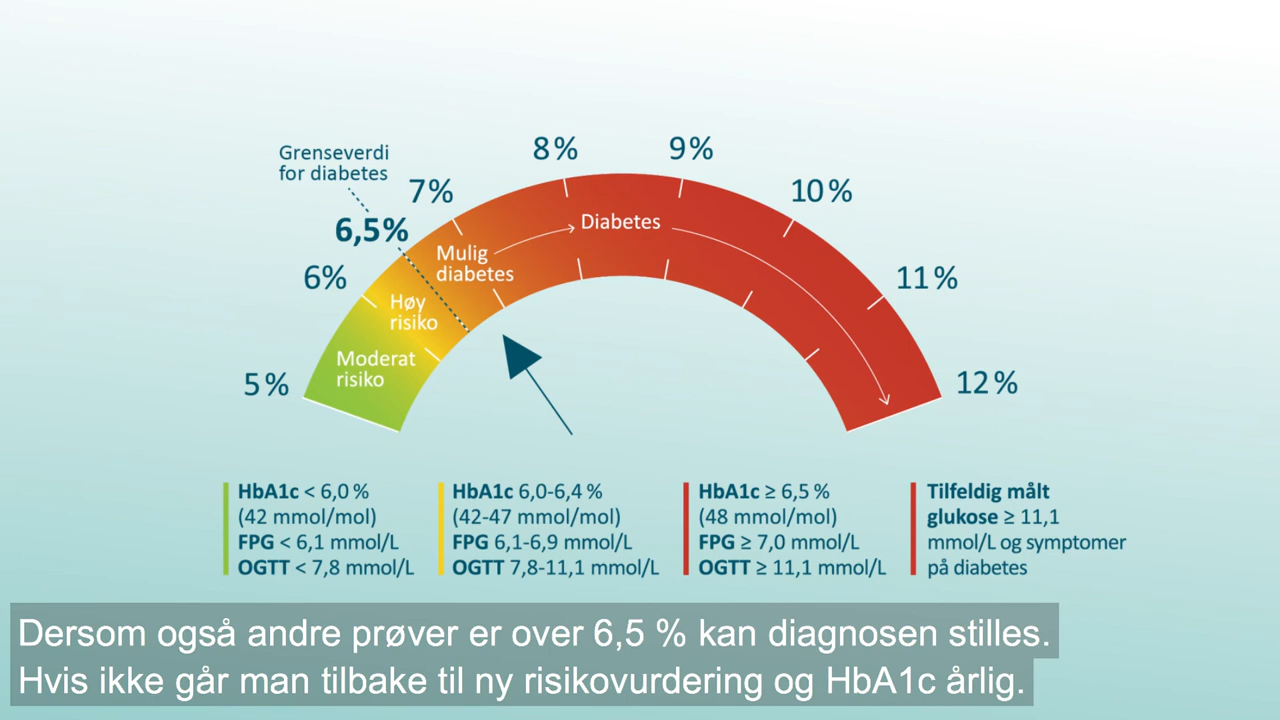 Grenseverdi
for diabetes
5 %
6%
6,5%
7%
8 %
9 %
10 %
11 %
12 %
Moderat
risiko
Høy
risiko
Mulig
diabetes
Diabetes
HbA1c < 6,0 %
(42 mmol/mol)
FPG < 6,1 mmol/L
OGTT < 7,8 mmol/L
HbA1c 6,0-6,4 %
(42-47 mmol/mol)
FPG 6,1-6,9 mmol/L
OGTT 7,8-11,1 mmol/L
HbA1c ≥ 6,5 %
(48 mmol/mol)
FPG ≥ 7,0 mmol/L
OGTT ≥ 11,1 mmol/L
Tilfeldig målt
glukose ≥ 11,1
mmol/L og symptomer
på diabetes
Dersom også andre prøver er over 6,5 % kan diagnosen stilles.
Hvis ikke går man tilbake til ny risikovurdering og HbA1c årlig.